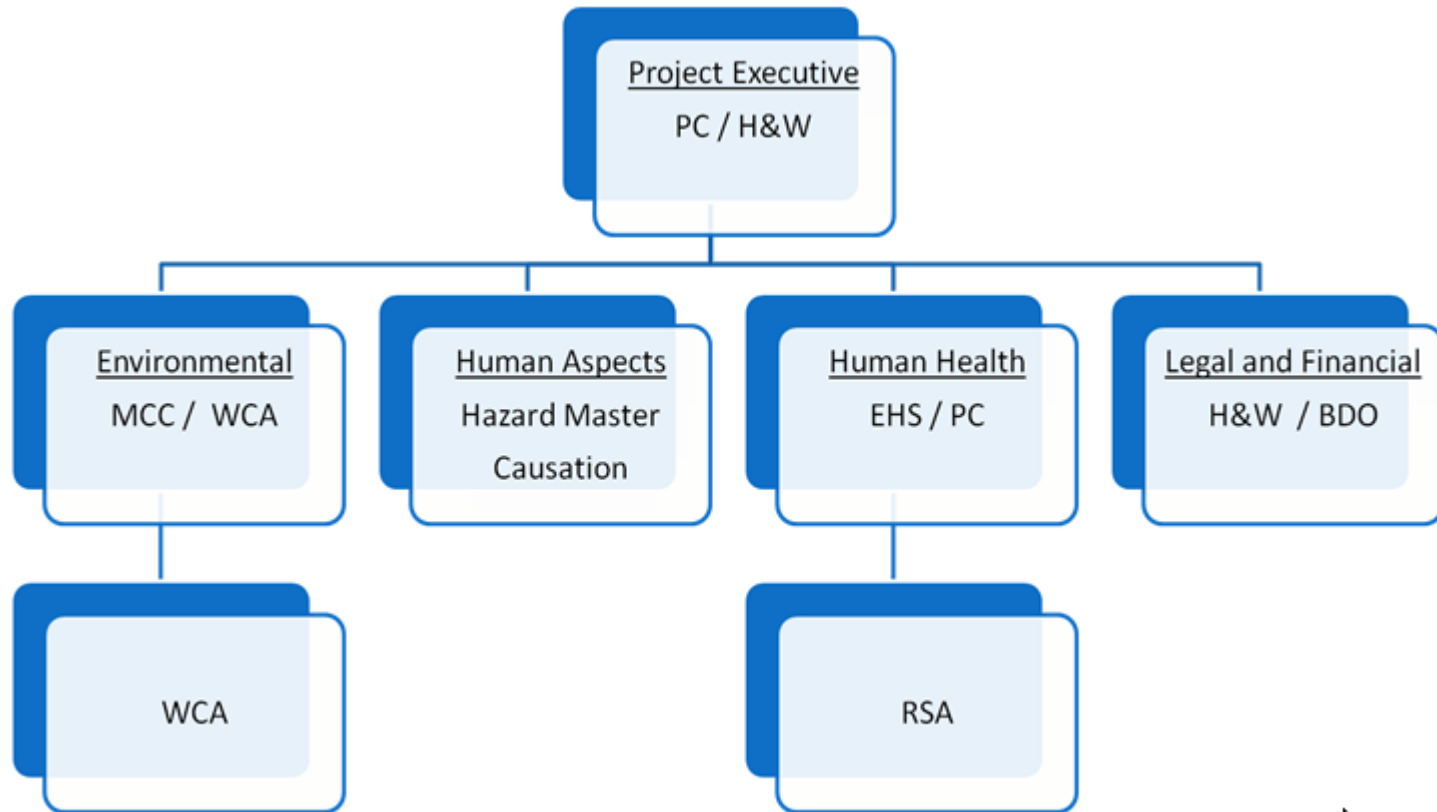 Project Executive
PC / H&W
Environmental
MCC / WCA
Human Aspects
Hazard Master
Causation
Human Health
EHS / PC
Legal and Financial
H&W / BDO
WCA
RSA